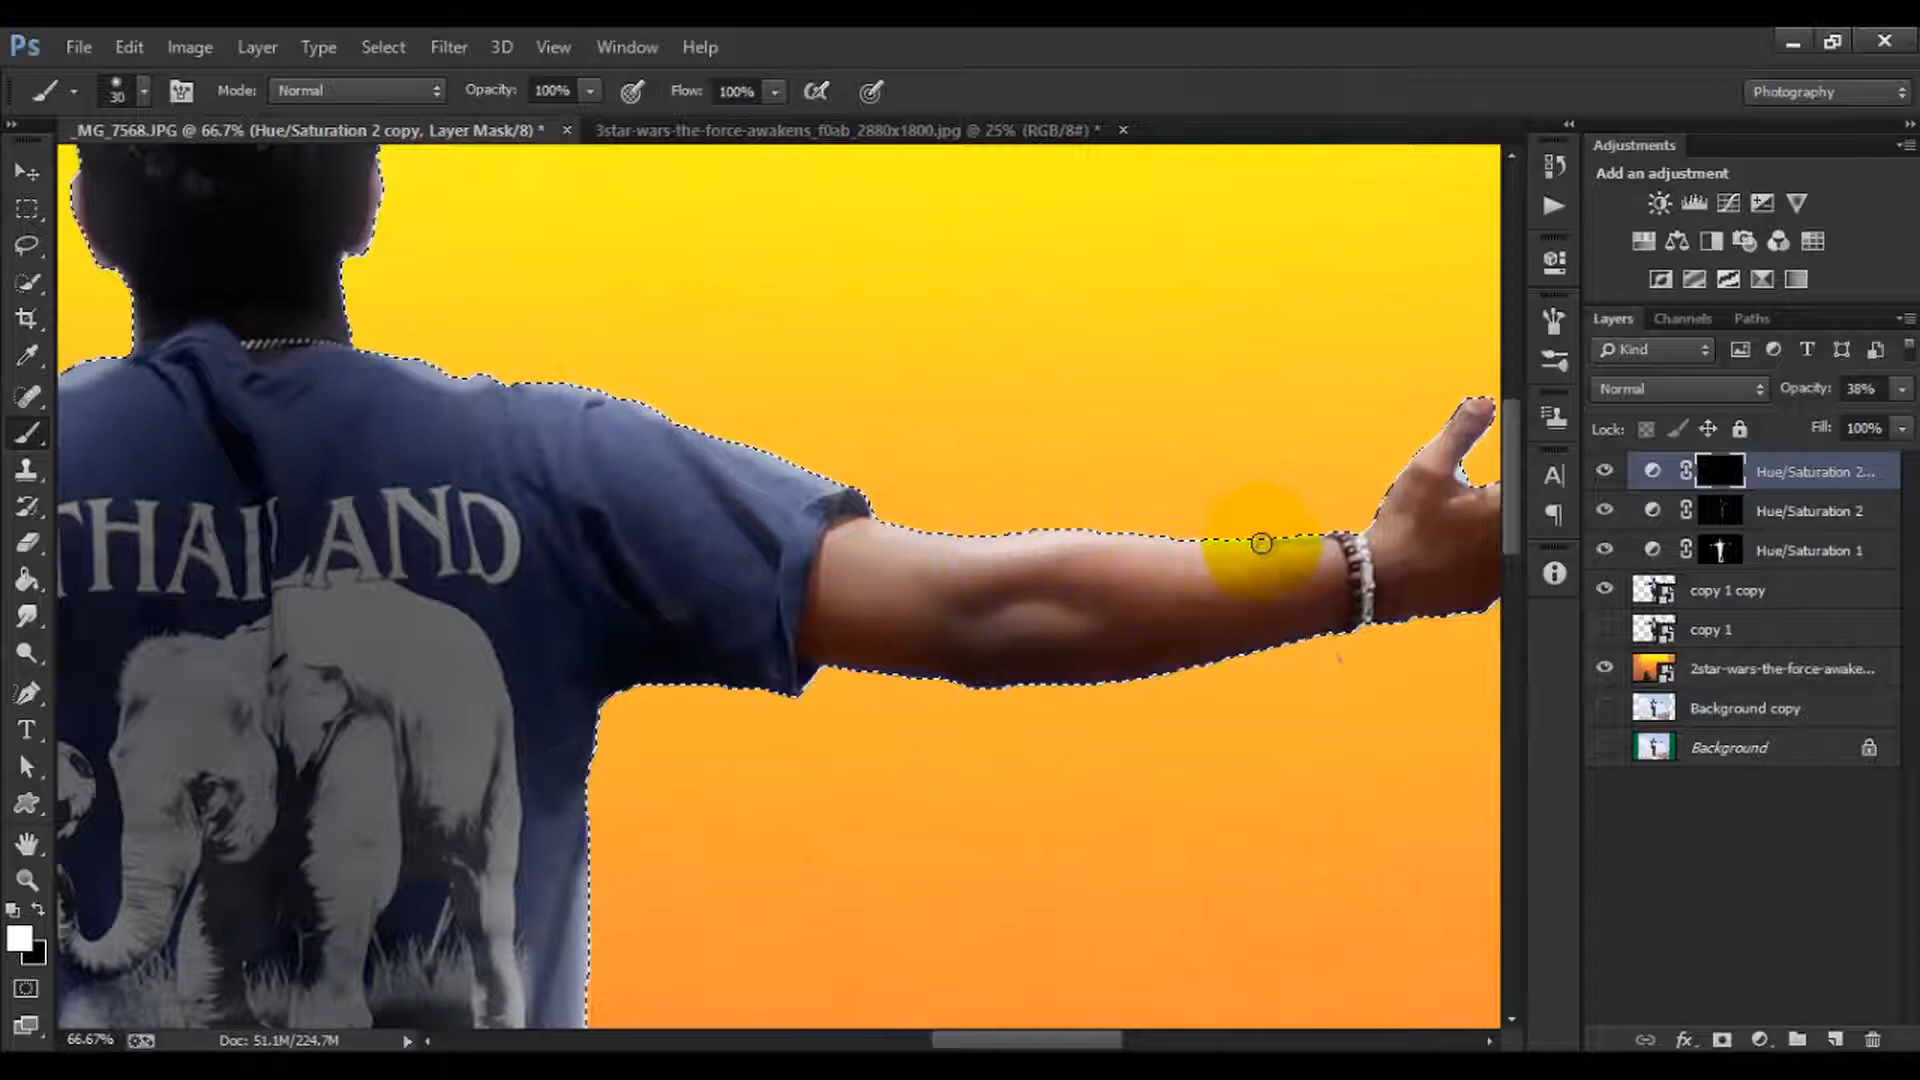 Ps File Edit Image Layer Type Select Filter 3D View Window Help
30 Mode: Normal Opacity: 100% Flow: 100% Photography
_MG_7568.JPG @ 66.7% (Hue/Saturation 2 copy, Layer Mask/8) * × 3star-wars-the-force-awakens_f0ab_2880x1800.jpg @ 25% (RGB/8#) * ×
Adjustments
Add an adjustment
Layers Channels Paths
Kind T
Normal Opacity: 38%
Lock: Fill: 100%
Hue/Saturation 2...
Hue/Saturation 2
Hue/Saturation 1
copy 1 copy
copy 1
2star-wars-the-force-awake...
Background copy
Background
THAILAND
66.67% Doc: 51.1M/224.7M
fx